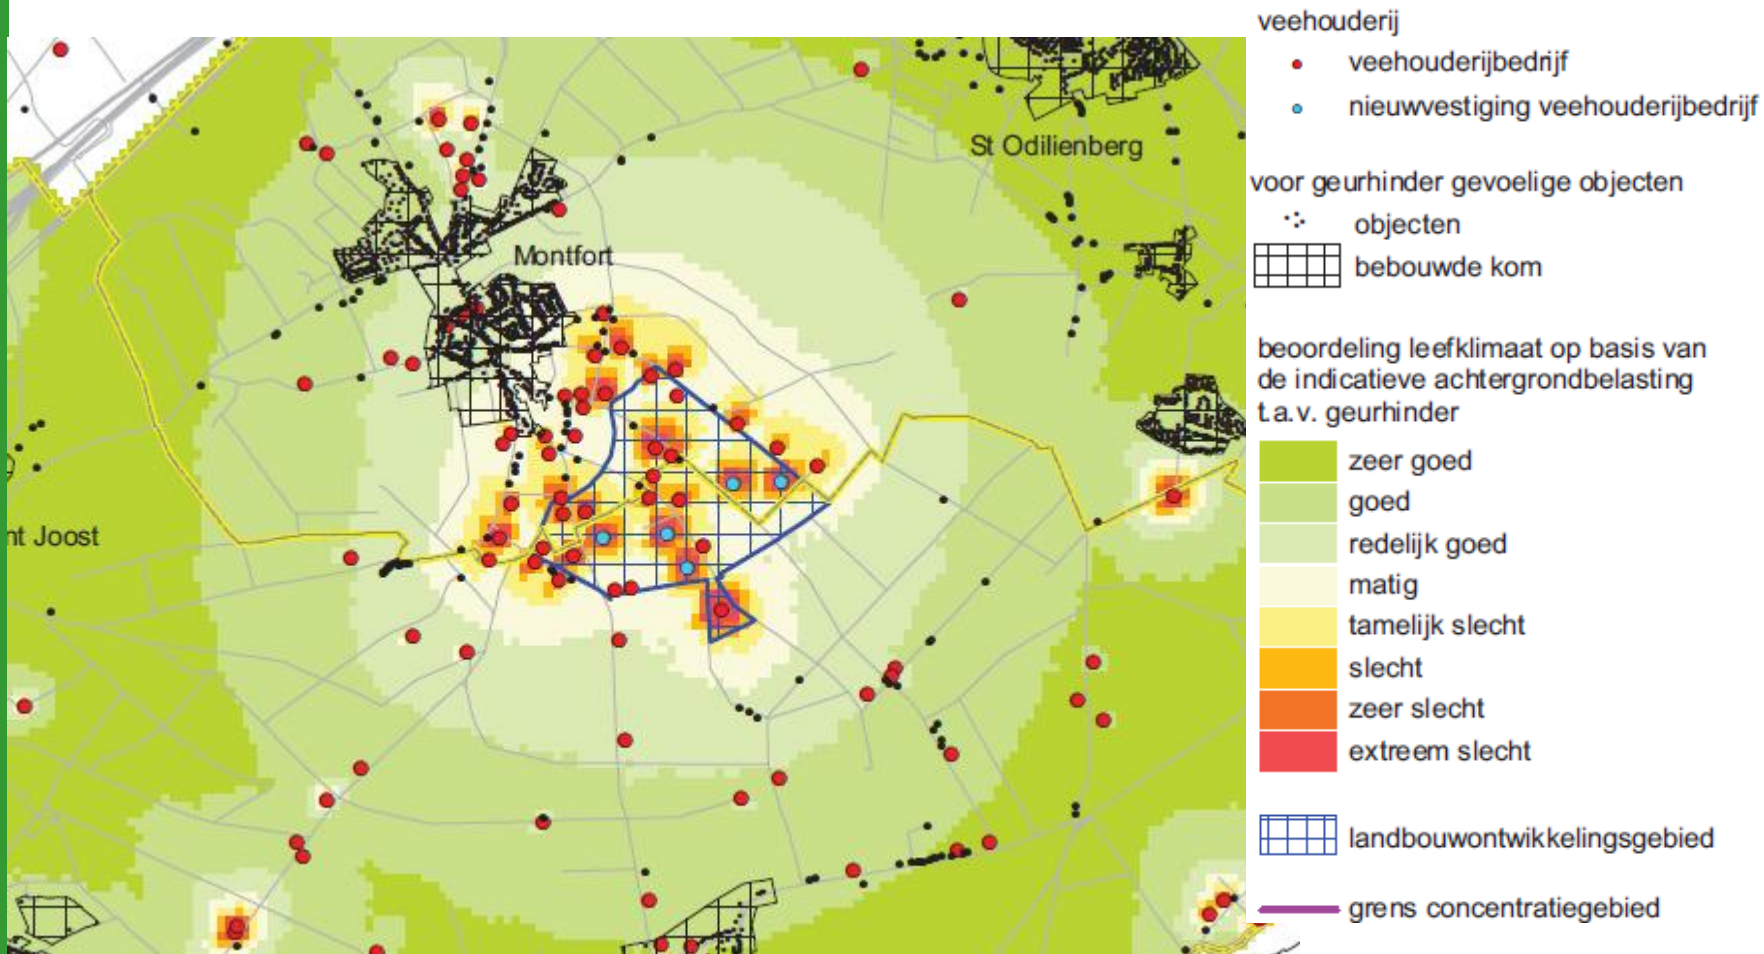 St Odilienberg
Montfort
nt Joost
veehouderij
veehouderijbedrijf
nieuwvestiging veehouderijbedrijf
voor geurhinder gevoelige objecten
objecten
bebouwde kom
beoordeling leefklimaat op basis van
de indicatieve achtergrondbelasting
t.a.v. geurhinder
zeer goed
goed
redelijk goed
matig
tamelijk slecht
slecht
zeer slecht
extreem slecht
landbouwontwikkelingsgebied
grens concentratiegebied